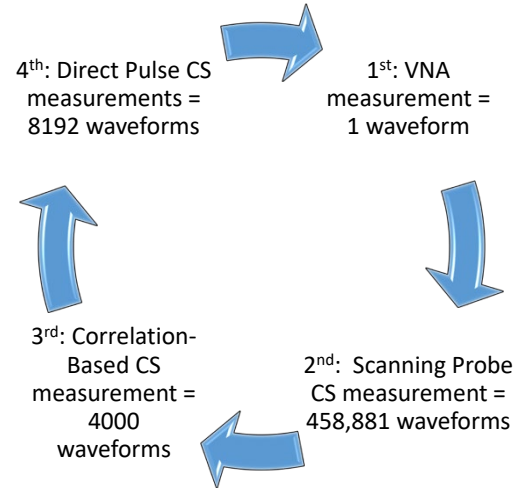 4th: Direct Pulse CS
measurements =
8192 waveforms
1st: VNA
measurement =
1 waveform
3rd: Correlation-
Based CS
measurement =
4000
waveforms
2nd:  Scanning Probe
CS measurement =
458,881 waveforms